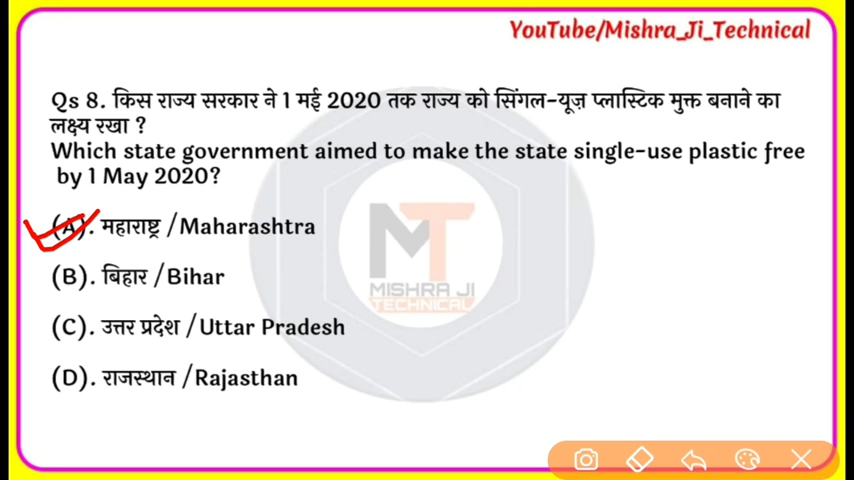 YouTube/Mishra_Ji_Technical
Qs 8. किस राज्य सरकार ने 1 मई 2020 तक राज्य को सिंगल-यूज़ प्लास्टिक मुक्त बनाने का
लक्ष्य रखा ?
Which state government aimed to make the state single-use plastic free
by 1 May 2020?
(A). महाराष्ट्र /Maharashtra
(B). बिहार /Bihar
(C). उत्तर प्रदेश /Uttar Pradesh
(D). राजस्थान /Rajasthan
MT
MISHRA JI
TECHNICAL